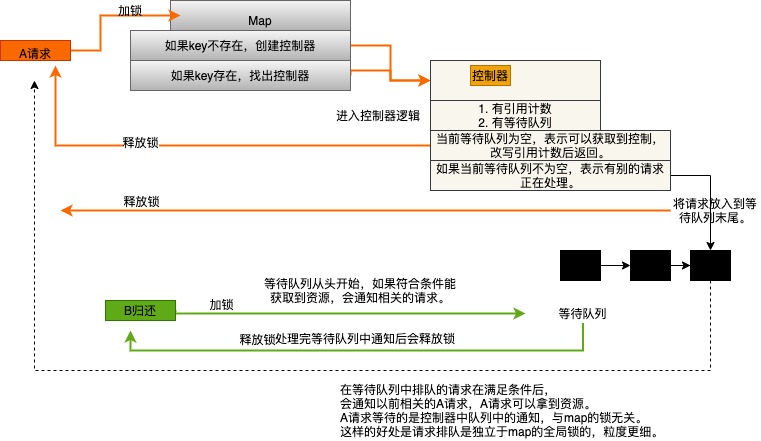 加锁
Map
A请求
如果key不存在，创建控制器
如果key存在，找出控制器
控制器
进入控制器逻辑
1. 有引用计数
2. 有等待队列
释放锁
当前等待队列为空，表示可以获取到控制，
改写引用计数后返回。
如果当前等待队列不为空，表示有别的请求
正在处理。
释放锁
将请求放入到等
待队列末尾。
等待队列从头开始，如果符合条件能
获取到资源，会通知相关的请求。
B归还
加锁
等待队列
释放锁处理完等待队列中通知后会释放锁
在等待队列中排队的请求在满足条件后，
会通知以前相关的A请求，A请求可以拿到资源。
A请求等待的是控制器中队列中的通知，与map的锁无关。
这样的好处是请求排队是独立于map的全局锁的，粒度更细。